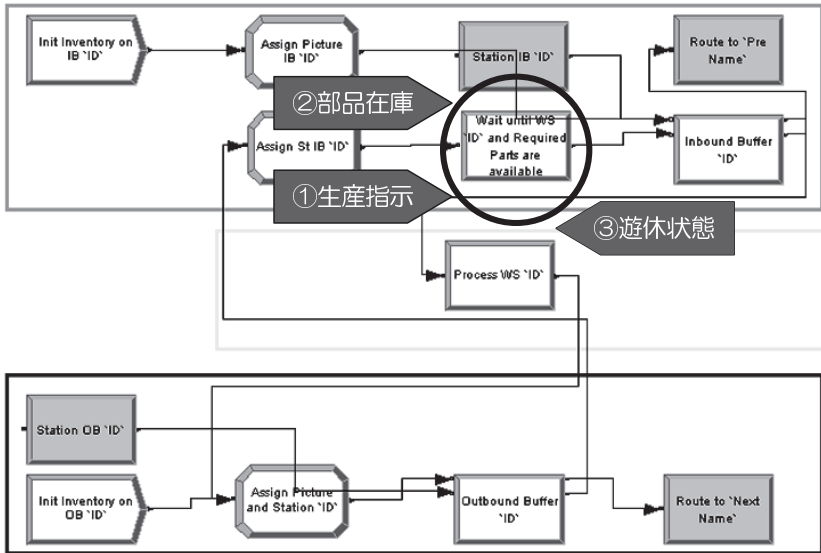 Init Inventory on
IB `ID`
Assign Picture
IB `ID`
Station IB `ID`
Route to `Pre
Name`
②部品在庫
Assign St IB `ID`
Wait until WS
`ID` and Required
Parts are
available
Inbound Buffer
`ID`
①生産指示
③遊休状態
Process WS `ID`
Station OB `ID`
Init Inventory on
OB `ID`
Assign Picture
and Station `ID`
Outbound Buffer
`ID`
Route to `Next
Name`